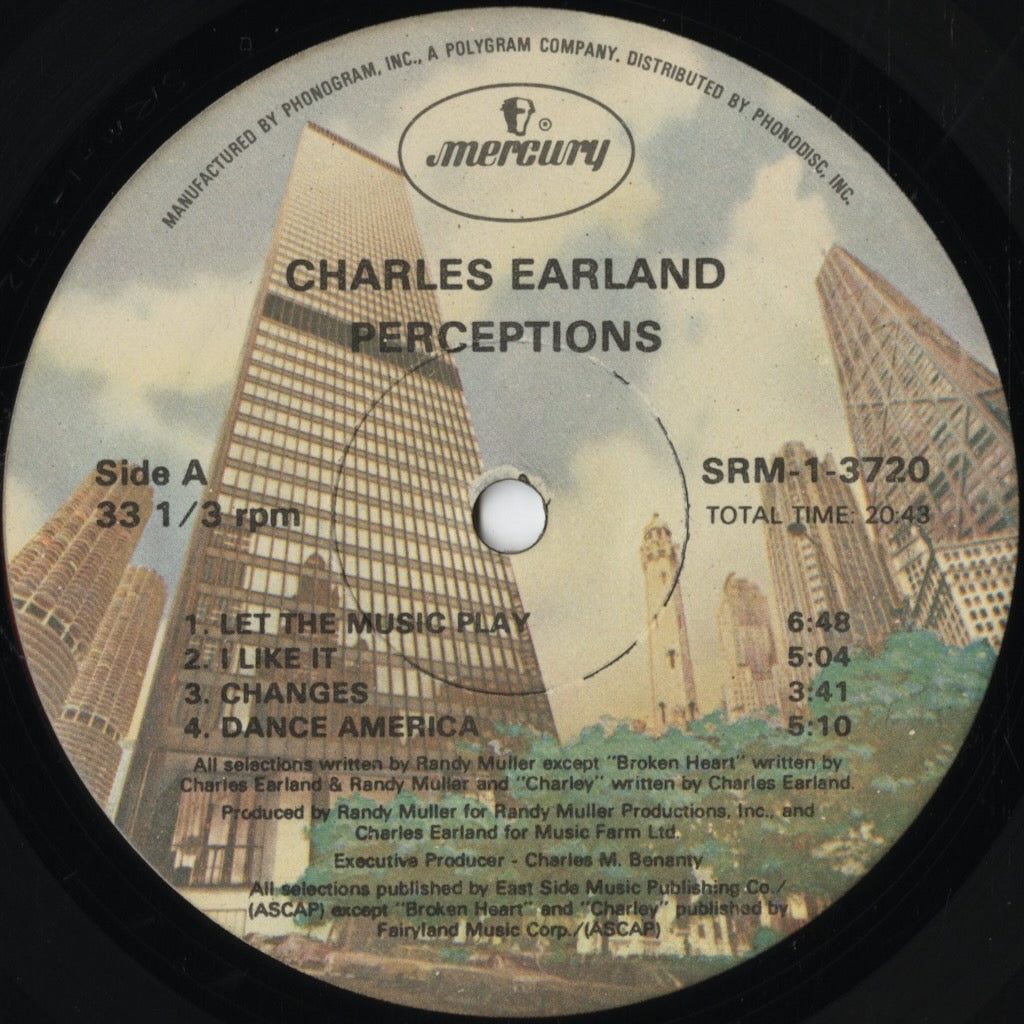 MANUFACTURED BY PHONOGRAM, INC., A POLYGRAM COMPANY. DISTRIBUTED BY PHONODISC, INC.
mercury ®
CHARLES EARLAND
PERCEPTIONS
Side A
33 1/3 rpm
SRM-1-3720
TOTAL TIME: 20:43
1. LET THE MUSIC PLAY 6:48
2. I LIKE IT 5:04
3. CHANGES 3:41
4. DANCE AMERICA 5:10
All selections written by Randy Muller except "Broken Heart" written by
Charles Earland & Randy Muller and "Charley" written by Charles Earland.
Produced by Randy Muller for Randy Muller Productions, Inc., and
Charles Earland for Music Farm Ltd.
Executive Producer - Charles M. Benanty
All selections published by East Side Music Publishing Co./
(ASCAP) except "Broken Heart" and "Charley" published by
Fairyland Music Corp./(ASCAP)